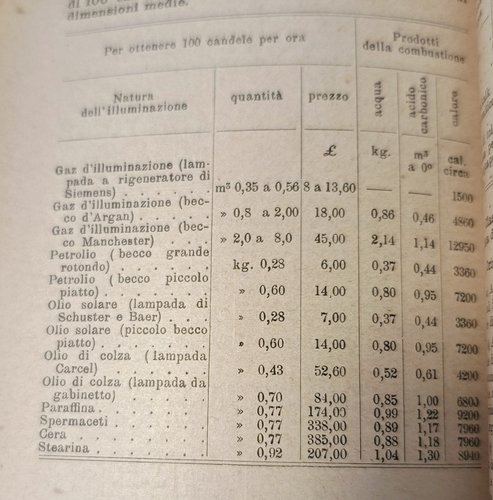 di 100
dimensioni medie.
Per ottenere 100 candele per ora
Prodotti della combustione
Natura dell'illuminazione
quantità
prezzo
acqua
acido carbonico
calore
£
kg.
m³ a 0°
cal. circa
Gaz d'illuminazione (lam-
pada a rigeneratore di
Siemens) . . . . . . m³ 0,35 a 0,56 8 a 13,60 — — 1500
Gaz d'illuminazione (bec-
co d'Argan) . . . . . » 0,8 a 2,00 18,00 0,86 0,46 4860
Gaz d'illuminazione (bec-
co Manchester) . . . . » 2,0 a 8,0 45,00 2,14 1,14 12950
Petrolio (becco grande
rotondo) . . . . . . kg. 0,28 6,00 0,37 0,44 3360
Petrolio (becco piccolo
piatto) . . . . . . . » 0,60 14,00 0,80 0,95 7200
Olio solare (lampada di
Schuster e Baer) . . . » 0,28 7,00 0,37 0,44 3360
Olio solare (piccolo becco
piatto) . . . . . . . » 0,60 14,00 0,80 0,95 7200
Olio di colza (lampada
Carcel) . . . . . . . » 0,43 52,60 0,52 0,61 4200
Olio di colza (lampada da
gabinetto) . . . . . . » 0,70 84,00 0,85 1,00 6800
Paraffina . . . . . . . » 0,77 174,00 0,99 1,22 9200
Spermaceti . . . . . . » 0,77 338,00 0,89 1,17 7960
Cera . . . . . . . . » 0,77 385,00 0,88 1,18 7960
Stearina . . . . . . . » 0,92 207,00 1,04 1,30 8940